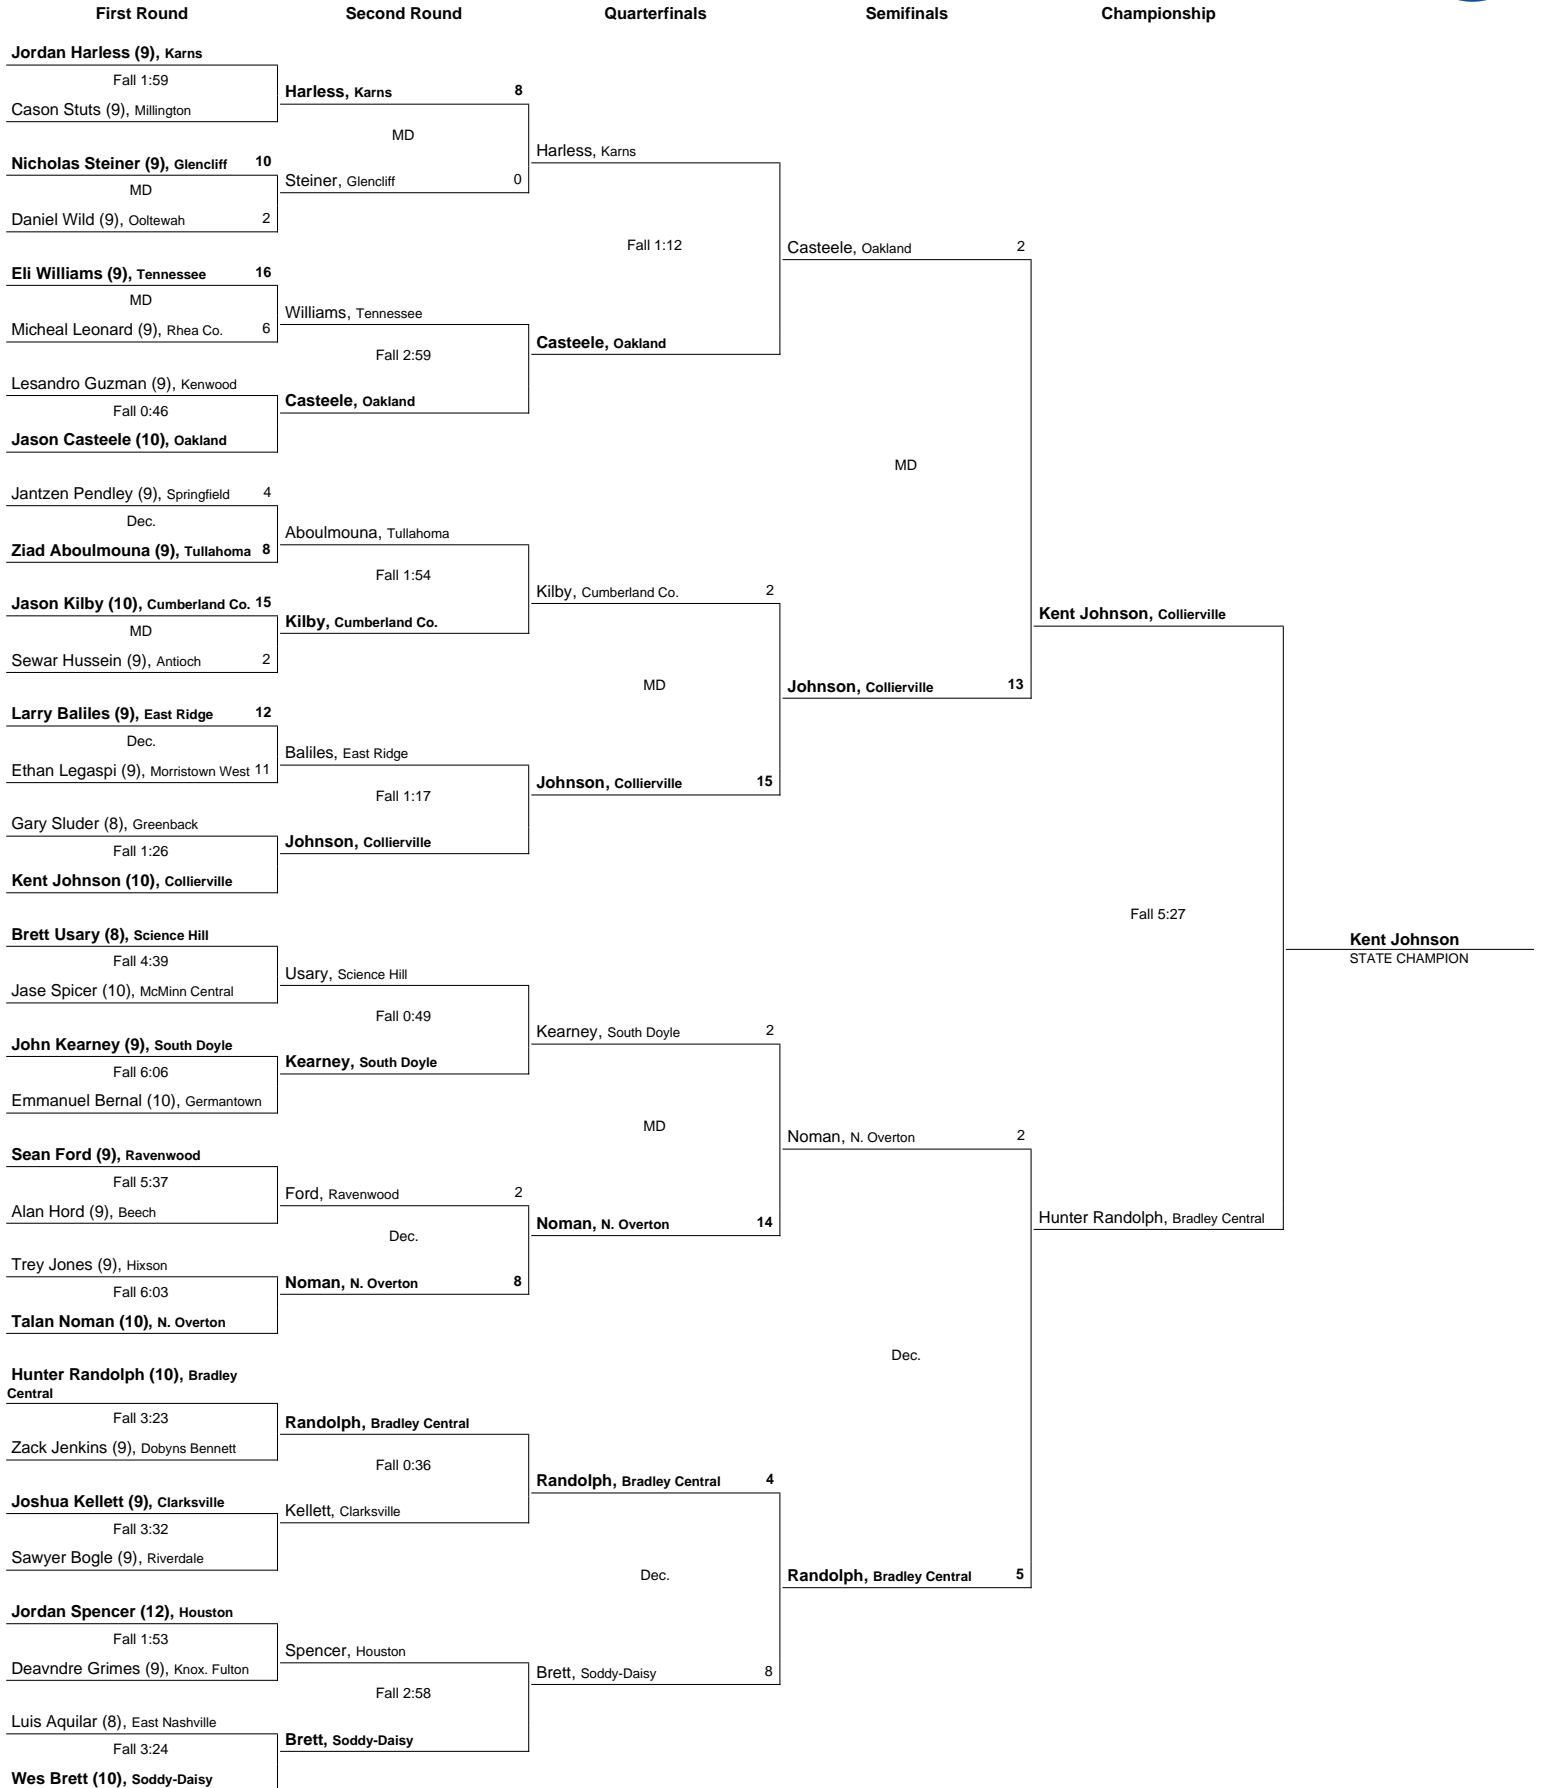 First Round Second Round Quarterfinals Semifinals Championship
Jordan Harless (9), Karns
Fall 1:59
Cason Stuts (9), Millington
Harless, Karns 8
MD
Steiner, Glencliff 0
Nicholas Steiner (9), Glencliff 10
MD
Daniel Wild (9), Ooltewah 2
Harless, Karns
Fall 1:12
Casteele, Oakland
Eli Williams (9), Tennessee 16
MD
Micheal Leonard (9), Rhea Co. 6
Williams, Tennessee
Fall 2:59
Casteele, Oakland
Lesandro Guzman (9), Kenwood
Fall 0:46
Jason Casteele (10), Oakland
Casteele, Oakland 2
MD
Johnson, Collierville 13
Jantzen Pendley (9), Springfield 4
Dec.
Ziad Aboulmouna (9), Tullahoma 8
Aboulmouna, Tullahoma
Fall 1:54
Kilby, Cumberland Co.
Jason Kilby (10), Cumberland Co. 15
MD
Sewar Hussein (9), Antioch 2
Kilby, Cumberland Co. 2
MD
Johnson, Collierville 15
Larry Baliles (9), East Ridge 12
Dec.
Ethan Legaspi (9), Morristown West 11
Baliles, East Ridge
Fall 1:17
Johnson, Collierville
Gary Sluder (8), Greenback
Fall 1:26
Kent Johnson (10), Collierville
Kent Johnson, Collierville
Fall 5:27
Hunter Randolph, Bradley Central
Kent Johnson
STATE CHAMPION
Brett Usary (8), Science Hill
Fall 4:39
Jase Spicer (10), McMinn Central
Usary, Science Hill
Fall 0:49
Kearney, South Doyle
John Kearney (9), South Doyle
Fall 6:06
Emmanuel Bernal (10), Germantown
Kearney, South Doyle 2
MD
Noman, N. Overton 14
Sean Ford (9), Ravenwood
Fall 5:37
Alan Hord (9), Beech
Ford, Ravenwood 2
Dec.
Noman, N. Overton 8
Trey Jones (9), Hixson
Fall 6:03
Talan Noman (10), N. Overton
Noman, N. Overton 2
Dec.
Randolph, Bradley Central 5
Hunter Randolph (10), Bradley
Central
Fall 3:23
Zack Jenkins (9), Dobyns Bennett
Randolph, Bradley Central
Fall 0:36
Kellett, Clarksville
Joshua Kellett (9), Clarksville
Fall 3:32
Sawyer Bogle (9), Riverdale
Randolph, Bradley Central 4
Dec.
Brett, Soddy-Daisy 8
Jordan Spencer (12), Houston
Fall 1:53
Deavndre Grimes (9), Knox. Fulton
Spencer, Houston
Fall 2:58
Brett, Soddy-Daisy
Luis Aquilar (8), East Nashville
Fall 3:24
Wes Brett (10), Soddy-Daisy